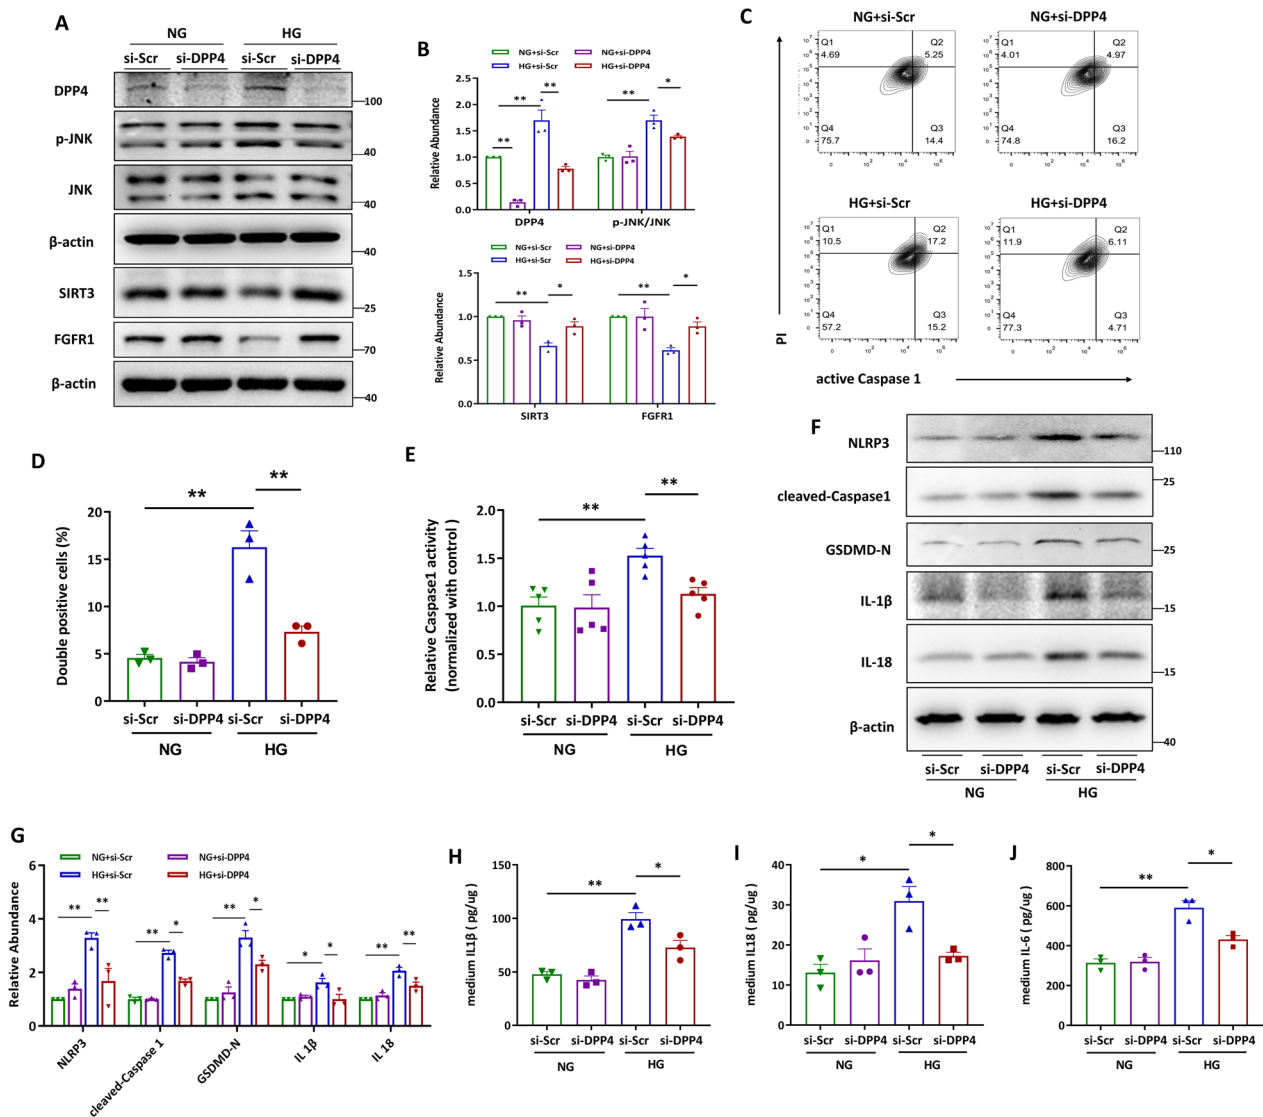 A
NG
HG
si-Scr si-DPP4 si-Scr si-DPP4
DPP4
100
p-JNK
40
JNK
40
β-actin
40
SIRT3
25
FGFR1
70
β-actin
40
B
NG+si-Scr NG+si-DPP4
HG+si-Scr HG+si-DPP4
Relative Abundance
2.5
2.0
1.5
1.0
0.5
0.0
** ** ** ** *
DPP4 p-JNK/JNK
NG+si-Scr NG+si-DPP4
HG+si-Scr HG+si-DPP4
Relative Abundance
1.5
1.0
0.5
0.0
** * ** *
SIRT3 FGFR1
C
NG+si-Scr
Q1
4.69
Q2
5.25
Q4
75.7
Q3
14.4
NG+si-DPP4
Q1
4.01
Q2
4.97
Q4
74.8
Q3
16.2
HG+si-Scr
Q1
10.5
Q2
17.2
Q4
57.2
Q3
15.2
HG+si-DPP4
Q1
11.9
Q2
6.11
Q4
77.3
Q3
4.71
PI
active Caspase 1
D
Double positive cells (%)
20
15
10
5
0
** **
si-Scr si-DPP4 si-Scr si-DPP4
NG HG
E
Relative Caspase1 activity
(normalized with control )
2.0
1.5
1.0
0.5
0.0
** **
si-Scr si-DPP4 si-Scr si-DPP4
NG HG
F
NLRP3
110
cleaved-Caspase1
25
GSDMD-N
25
IL-1β
15
IL-18
15
β-actin
40
si-Scr si-DPP4 si-Scr si-DPP4
NG HG
G
NG+si-Scr NG+si-DPP4
HG+si-Scr HG+si-DPP4
Relative Abundance
6
4
2
0
** ** ** * ** * * * ** **
NLRP3
cleaved-Caspase 1
GSDMD-N
IL 1β
IL 18
H
medium IL1β ( pg/ug)
150
100
50
0
** *
si-Scr si-DPP4 si-Scr si-DPP4
NG HG
I
medium IL18 ( pg/ug)
40
30
20
10
0
* *
si-Scr si-DPP4 si-Scr si-DPP4
NG HG
J
medium IL-6 ( pg/ug)
800
600
400
200
0
** *
si-Scr si-DPP4 si-Scr si-DPP4
NG HG